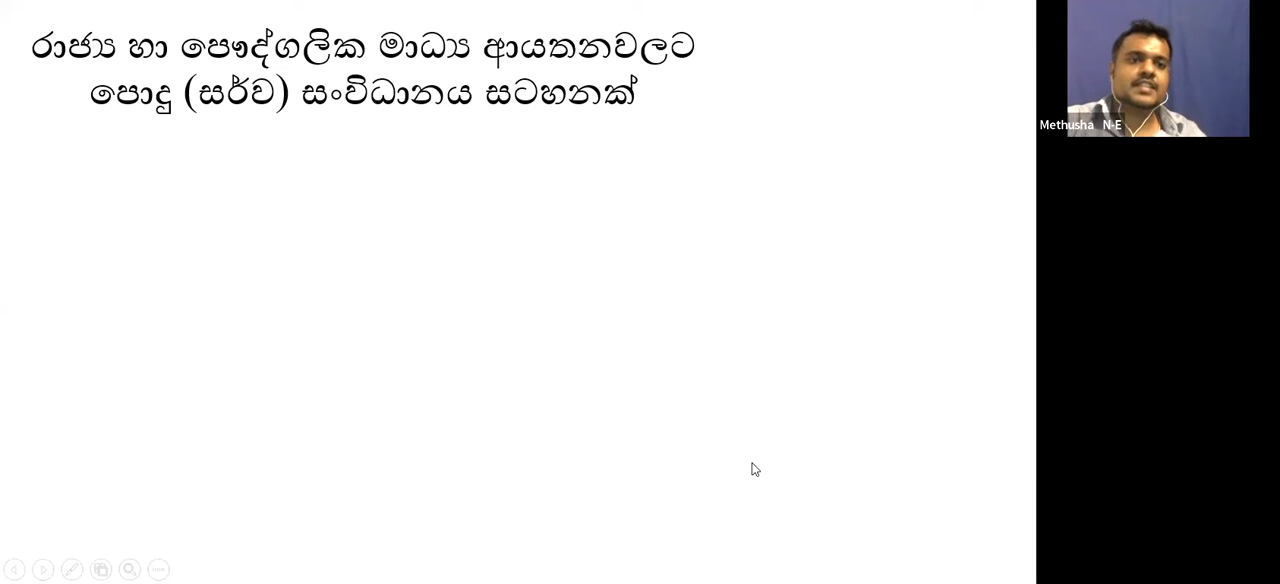 රාජ්‍ය හා පෞද්ගලික මාධ්‍ය ආයතනවලට
පොදු (සර්ව) සංවිධානය සටහනක්
Methusha N-E